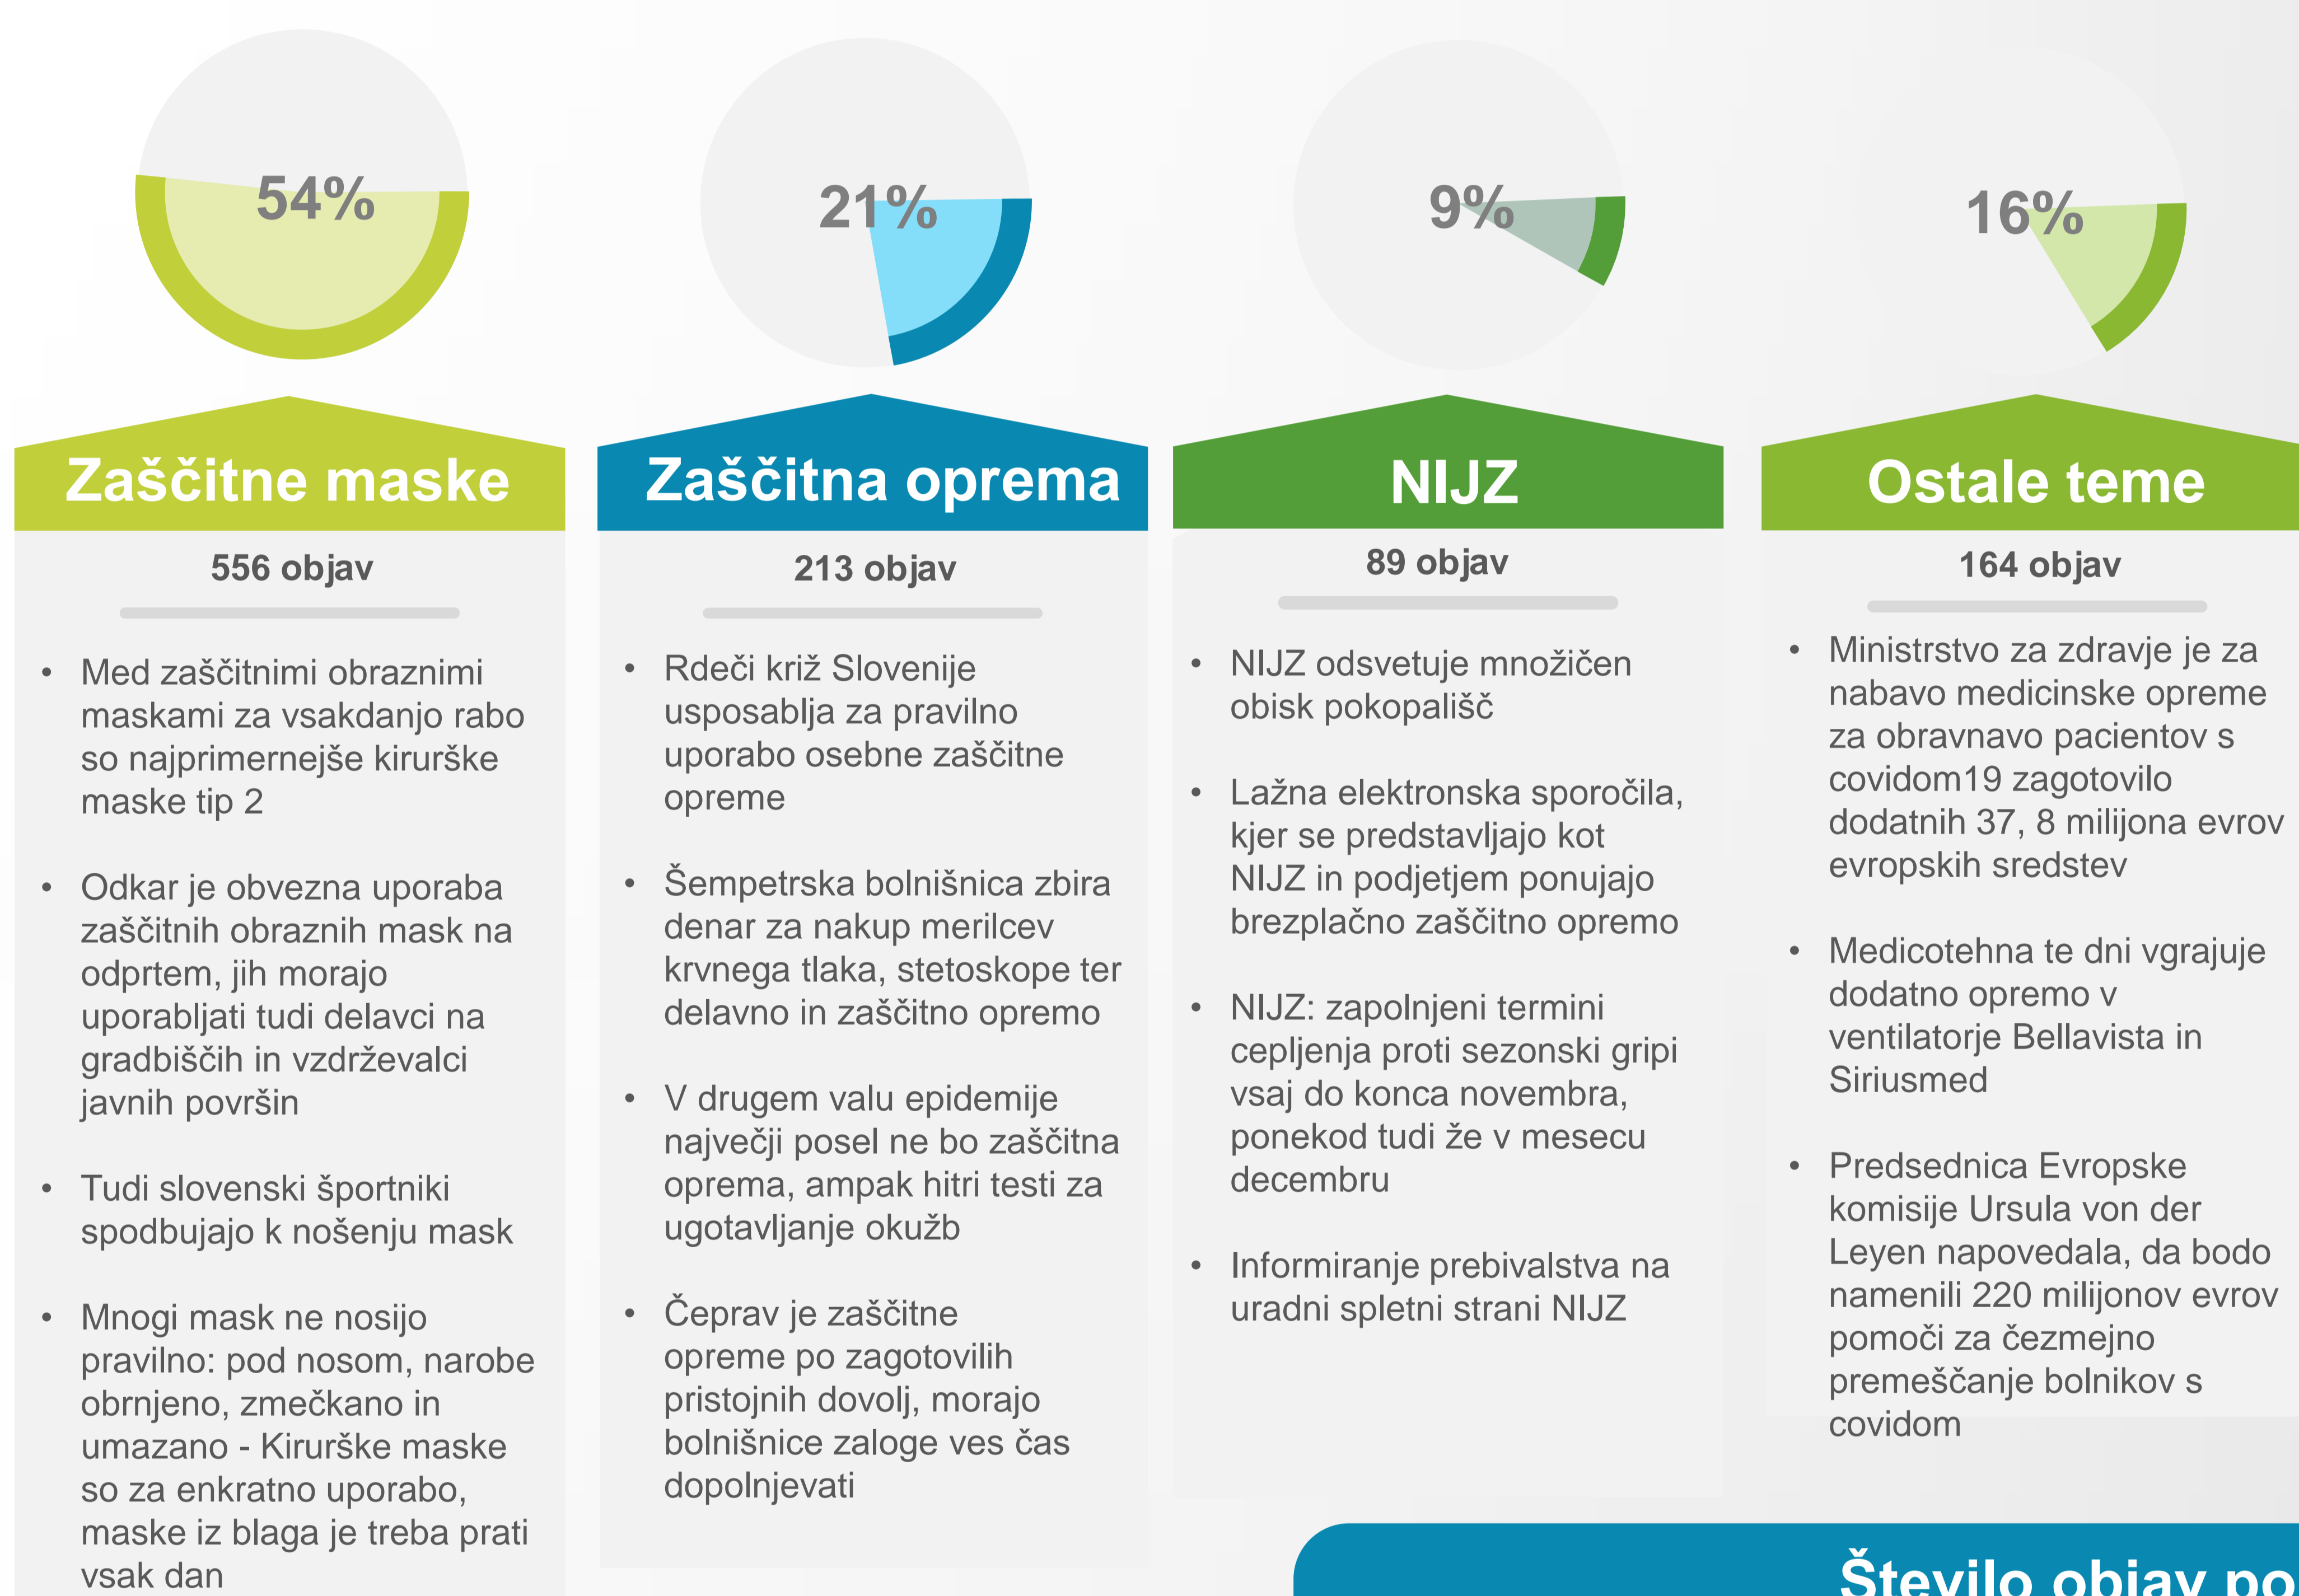 54%
Zaščitne maske
556 objav
• Med zaščitnimi obraznimi
maskami za vsakdanjo rabo
so najprimernejše kirurške
maske tip 2
• Odkar je obvezna uporaba
zaščitnih obraznih mask na
odprtem, jih morajo
uporabljati tudi delavci na
gradbiščih in vzdrževalci
javnih površin
• Tudi slovenski športniki
spodbujajo k nošenju mask
• Mnogi mask ne nosijo
pravilno: pod nosom, narobe
obrnjeno, zmečkano in
umazano - Kirurške maske
so za enkratno uporabo,
maske iz blaga je treba prati
vsak dan
21%
Zaščitna oprema
213 objav
• Rdeči križ Slovenije
usposablja za pravilno
uporabo osebne zaščitne
opreme
• Šempetrska bolnišnica zbira
denar za nakup merilcev
krvnega tlaka, stetoskope ter
delavno in zaščitno opremo
• V drugem valu epidemije
največji posel ne bo zaščitna
oprema, ampak hitri testi za
ugotavljanje okužb
• Čeprav je zaščitne
opreme po zagotovilih
pristojnih dovolj, morajo
bolnišnice zaloge ves čas
dopolnjevati
9%
NIJZ
89 objav
• NIJZ odsvetuje množičen
obisk pokopališč
• Lažna elektronska sporočila,
kjer se predstavljajo kot
NIJZ in podjetjem ponujajo
brezplačno zaščitno opremo
• NIJZ: zapolnjeni termini
cepljenja proti sezonski gripi
vsaj do konca novembra,
ponekod tudi že v mesecu
decembru
• Informiranje prebivalstva na
uradni spletni strani NIJZ
16%
Ostale teme
164 objav
• Ministrstvo za zdravje je za
nabavo medicinske opreme
za obravnavo pacientov s
covidom19 zagotovilo
dodatnih 37, 8 milijona evrov
evropskih sredstev
• Medicotehna te dni vgrajuje
dodatno opremo v
ventilatorje Bellavista in
Siriusmed
• Predsednica Evropske
komisije Ursula von der
Leyen napovedala, da bodo
namenili 220 milijonov evrov
pomoči za čezmejno
premeščanje bolnikov s
covidom
Število objav po